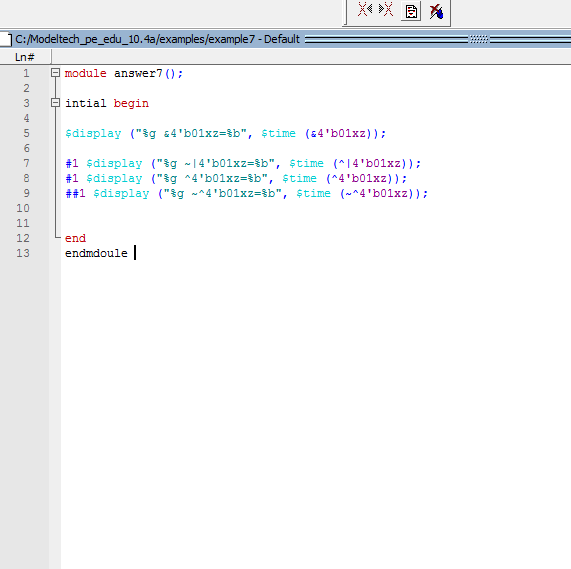 C:/Modeltech_pe_edu_10.4a/examples/example7 - Default
Ln#
1 module answer7();
2
3 intial begin
4
5 $display ("%g &4'b01xz=%b", $time (&4'b01xz));
6
7 #1 $display ("%g ~|4'b01xz=%b", $time (^|4'b01xz));
8 #1 $display ("%g ^4'b01xz=%b", $time (^4'b01xz));
9 ##1 $display ("%g ~^4'b01xz=%b", $time (~^4'b01xz));
10
11
12 end
13 endmdoule